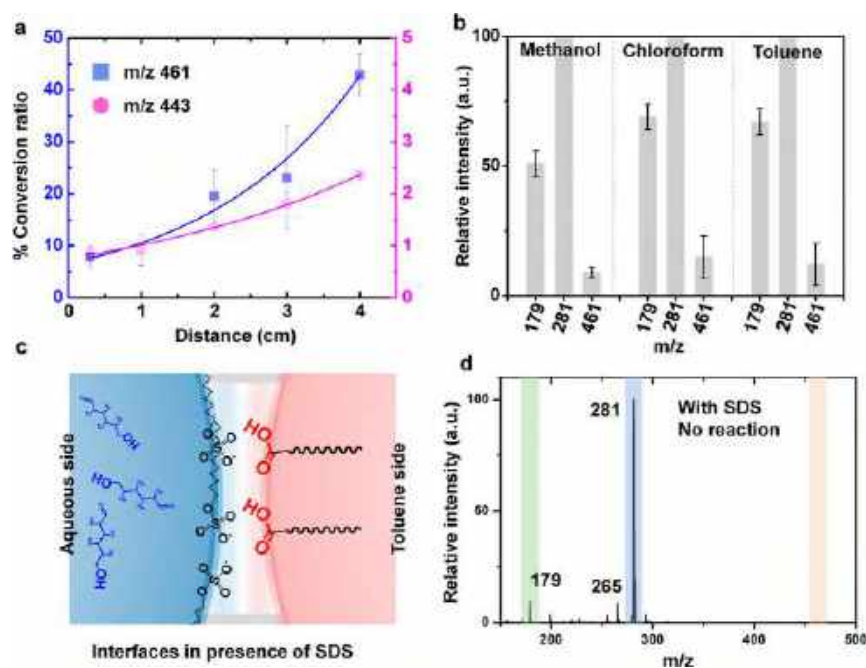 a
50
40
30
20
10
0
% Conversion ratio
m/z 461
m/z 443
5
4
3
2
1
0
0
1
2
3
4
Distance (cm)
b
100
50
0
Relative intensity (a.u.)
Methanol
Chloroform
Toluene
179
281
461
179
281
461
179
281
461
m/z
c
Aqueous side
Toluene side
OH
HO
HO
HO
O
HO
O
Interfaces in presence of SDS
d
100
50
0
Relative intensity (a.u.)
281
With SDS
No reaction
179
265
200
300
400
500
m/z